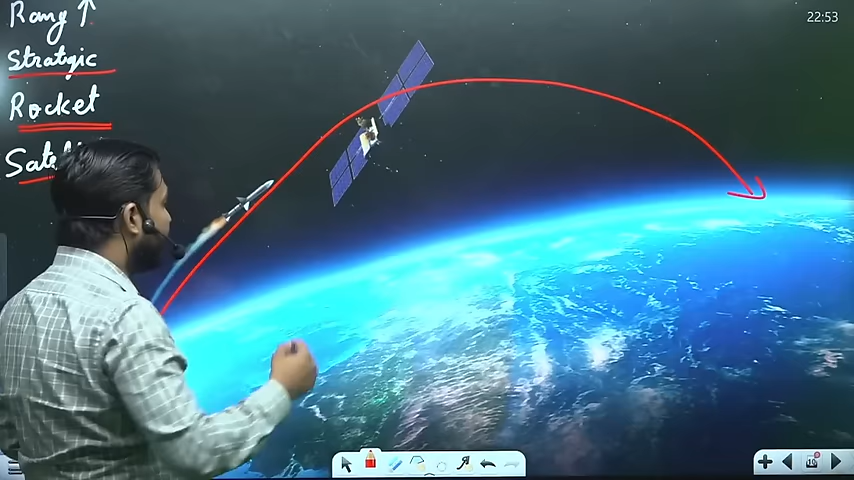 Rang ↑
22:53
Stratgic
Rocket